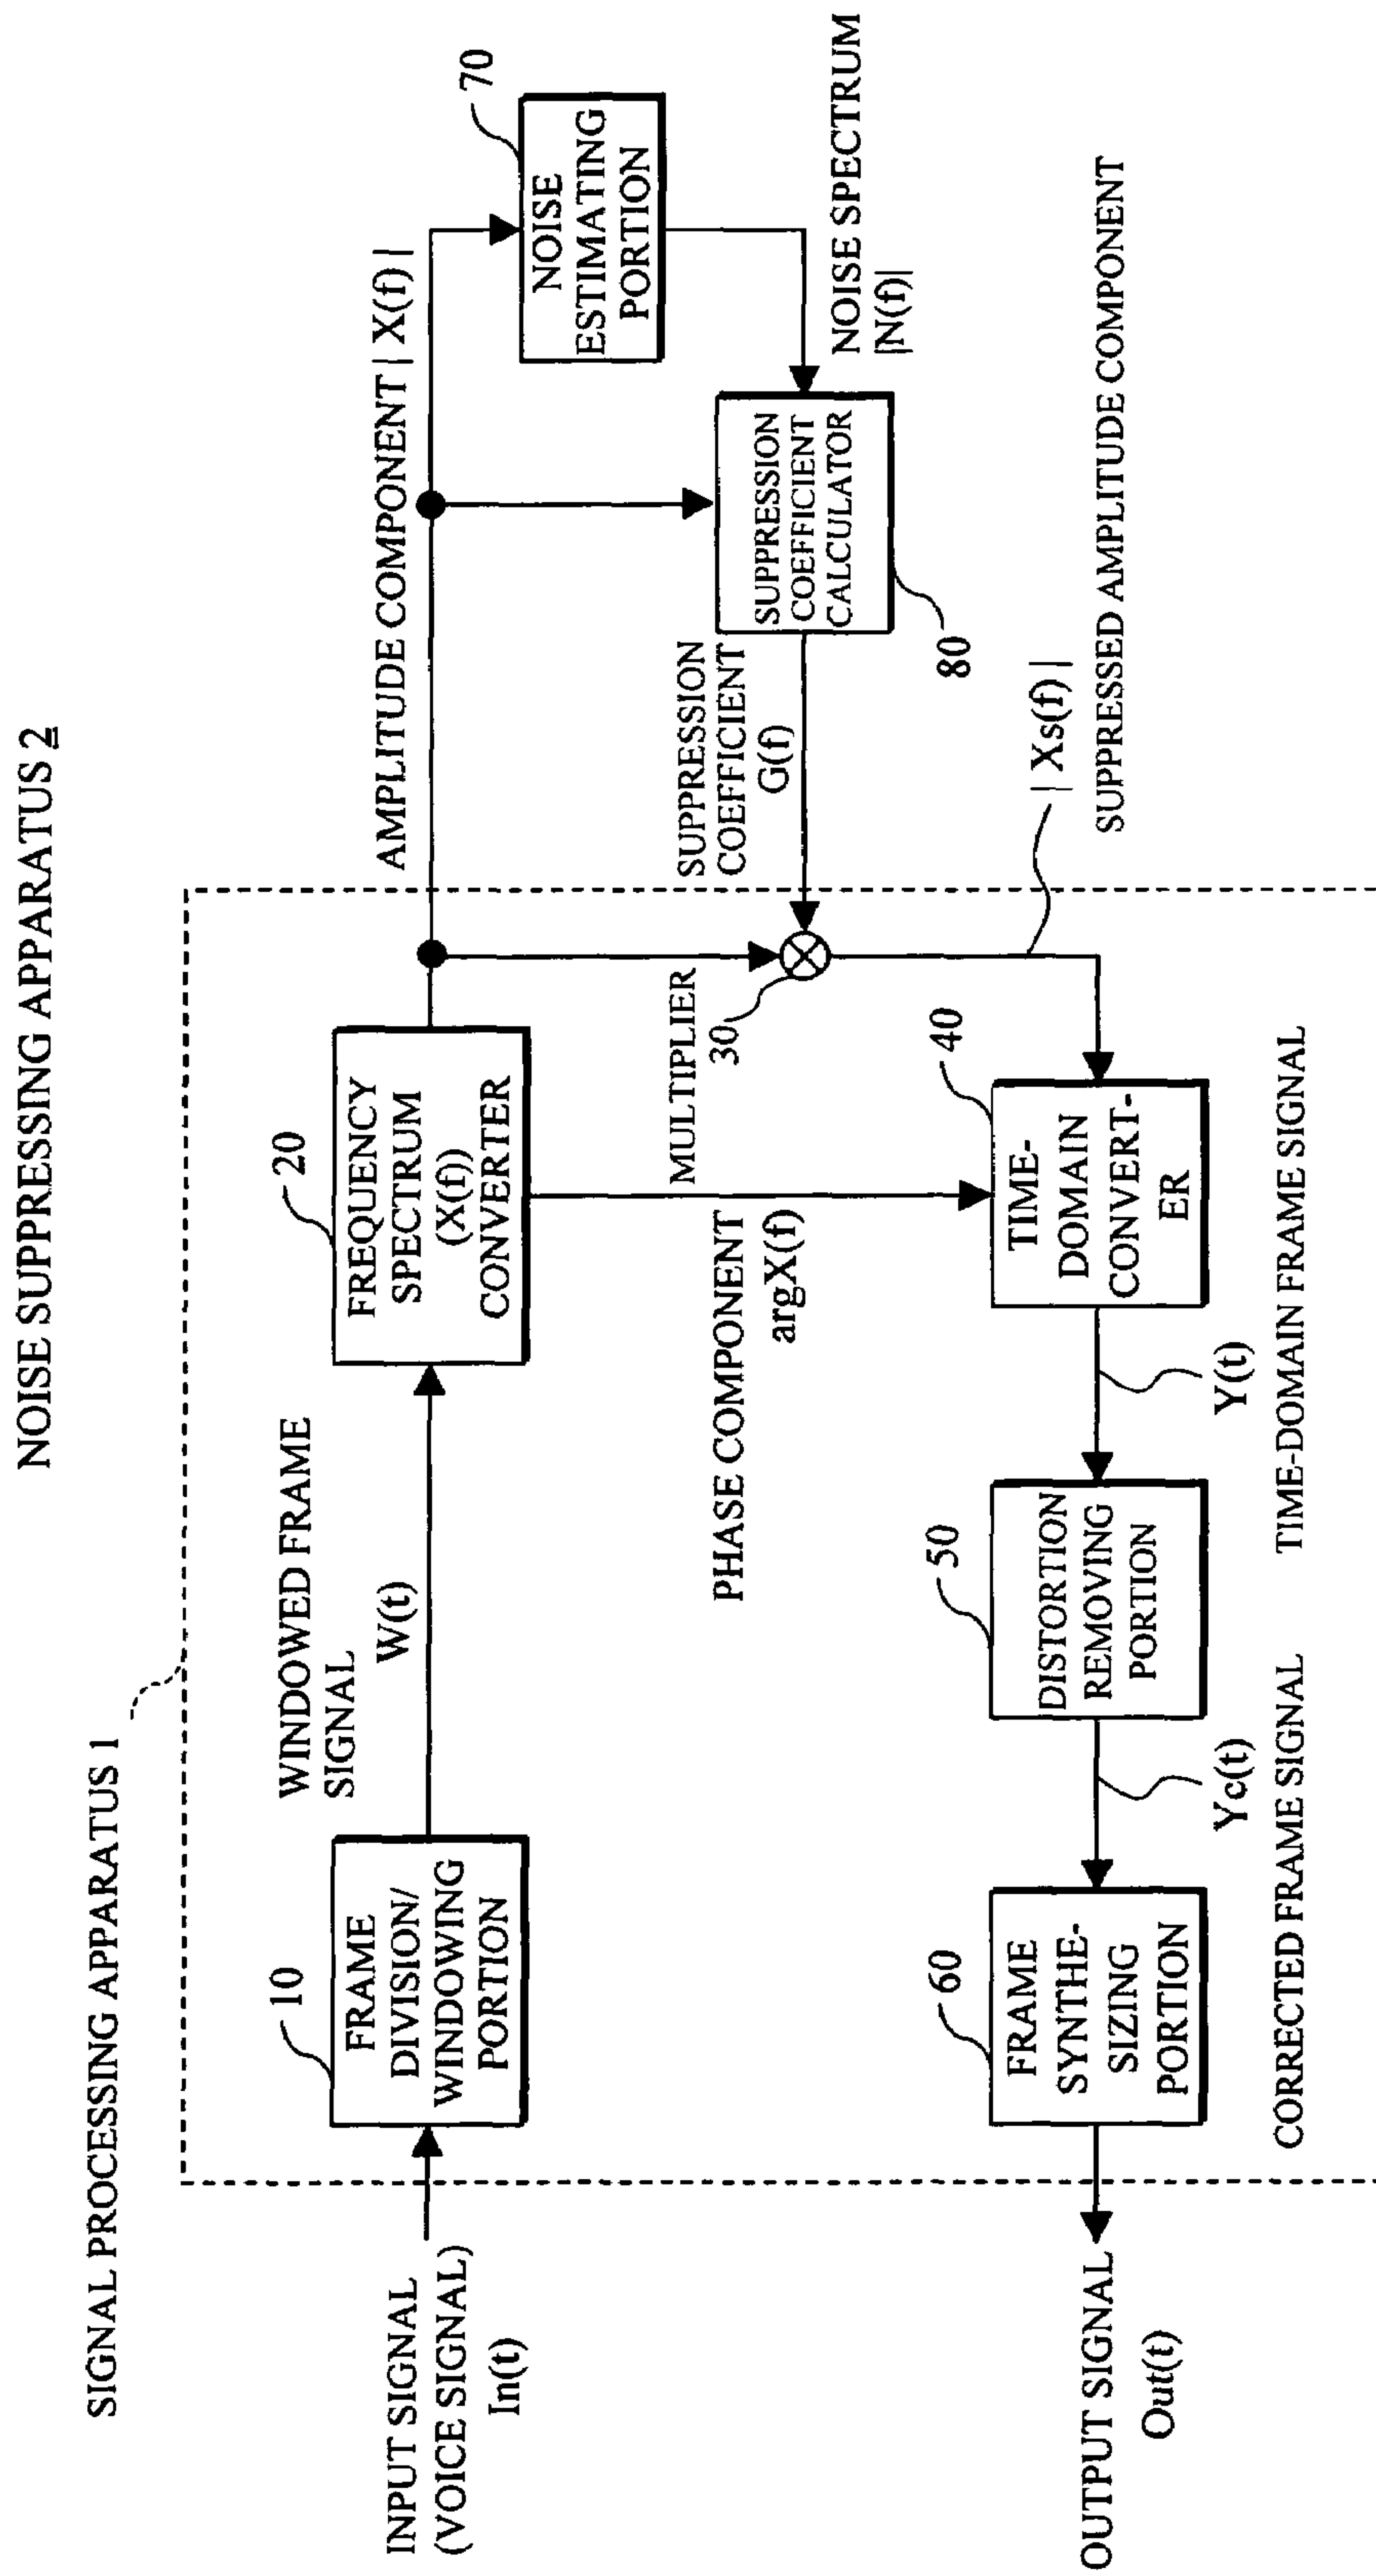 NOISE SUPPRESSING APPARATUS 2
SIGNAL PROCESSING APPARATUS 1
INPUT SIGNAL
(VOICE SIGNAL)
In(t)
10
FRAME
DIVISION/
WINDOWING
PORTION
WINDOWED FRAME
SIGNAL
W(t)
20
FREQUENCY
SPECTRUM
(X(f))
CONVERTER
AMPLITUDE COMPONENT | X(f) |
70
NOISE
ESTIMATING
PORTION
NOISE SPECTRUM
|N(f)|
SUPPRESSION
COEFFICIENT
CALCULATOR
80
SUPPRESSION
COEFFICIENT
G(f)
MULTIPLIER
30
PHASE COMPONENT
argX(f)
| Xs(f) |
SUPPRESSED AMPLITUDE COMPONENT
40
TIME-
DOMAIN
CONVERT-
ER
Y(t)
TIME-DOMAIN FRAME SIGNAL
50
DISTORTION
REMOVING
PORTION
Yc(t)
CORRECTED FRAME SIGNAL
60
FRAME
SYNTHE-
SIZING
PORTION
OUTPUT SIGNAL
Out(t)